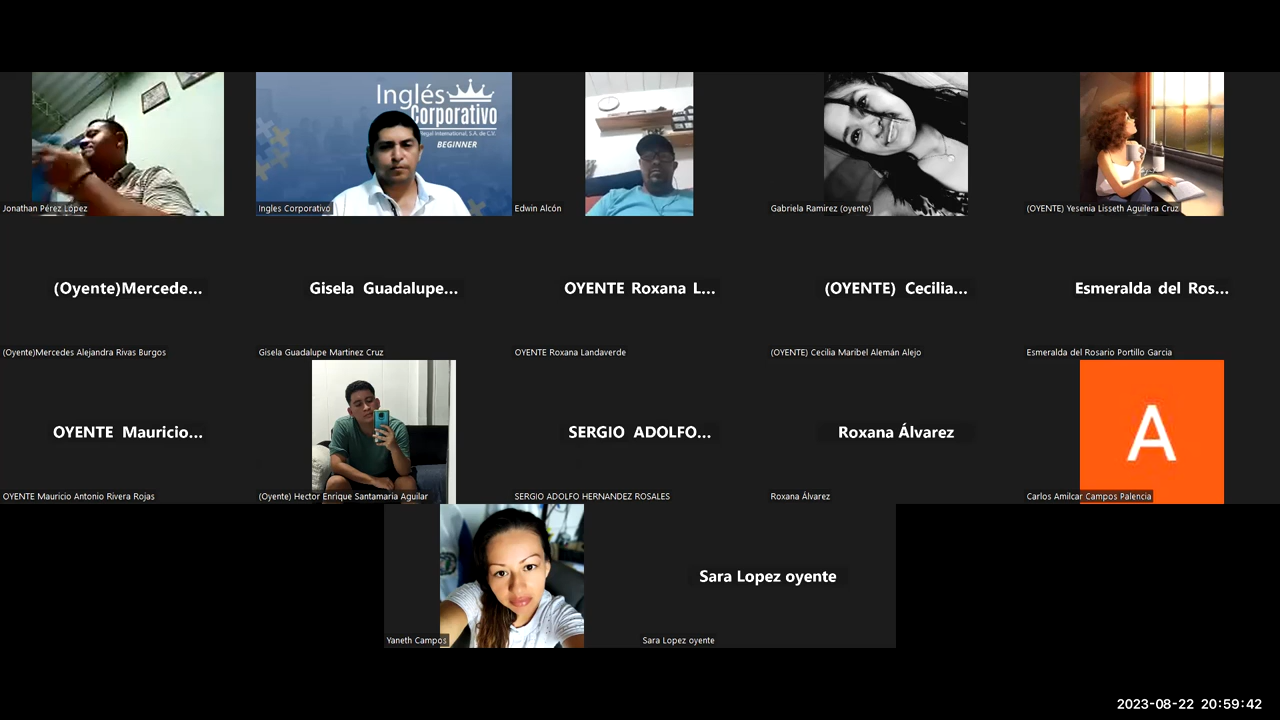 Inglés
Corporativo
Regal International, S.A. de C.V.
BEGINNER
Jonathan Pérez López
Ingles Corporativo
Edwin Alcón
Gabriela Ramirez (oyente)
(OYENTE) Yesenia Lisseth Aguilera Cruz
(Oyente)Mercede...
Gisela Guadalupe...
OYENTE Roxana L...
(OYENTE) Cecilia...
Esmeralda del Ros...
(Oyente)Mercedes Alejandra Rivas Burgos
Gisela Guadalupe Martinez Cruz
OYENTE Roxana Landaverde
(OYENTE) Cecilia Maribel Alemán Alejo
Esmeralda del Rosario Portillo Garcia
OYENTE Mauricio...
SERGIO ADOLFO...
Roxana Álvarez
A
OYENTE Mauricio Antonio Rivera Rojas
(Oyente) Hector Enrique Santamaria Aguilar
SERGIO ADOLFO HERNANDEZ ROSALES
Roxana Álvarez
Carlos Amilcar Campos Palencia
Sara Lopez oyente
Yaneth Campos
Sara Lopez oyente
2023-08-22 20:59:42